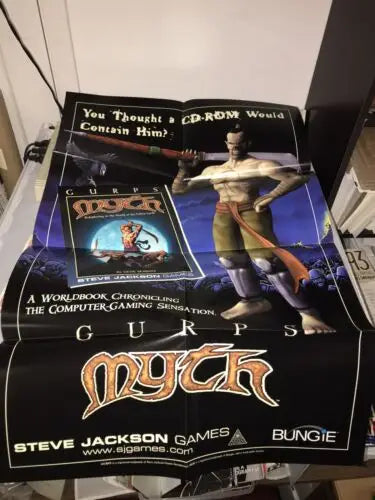 You Thought a CD-ROM Would
Contain Him?
GURPS
Myth
STEVE JACKSON GAMES
A Worldbook Chronicling
the Computer-Gaming Sensation.
GURPS
Myth
STEVE JACKSON GAMES
www.sjgames.com
BUNGIE